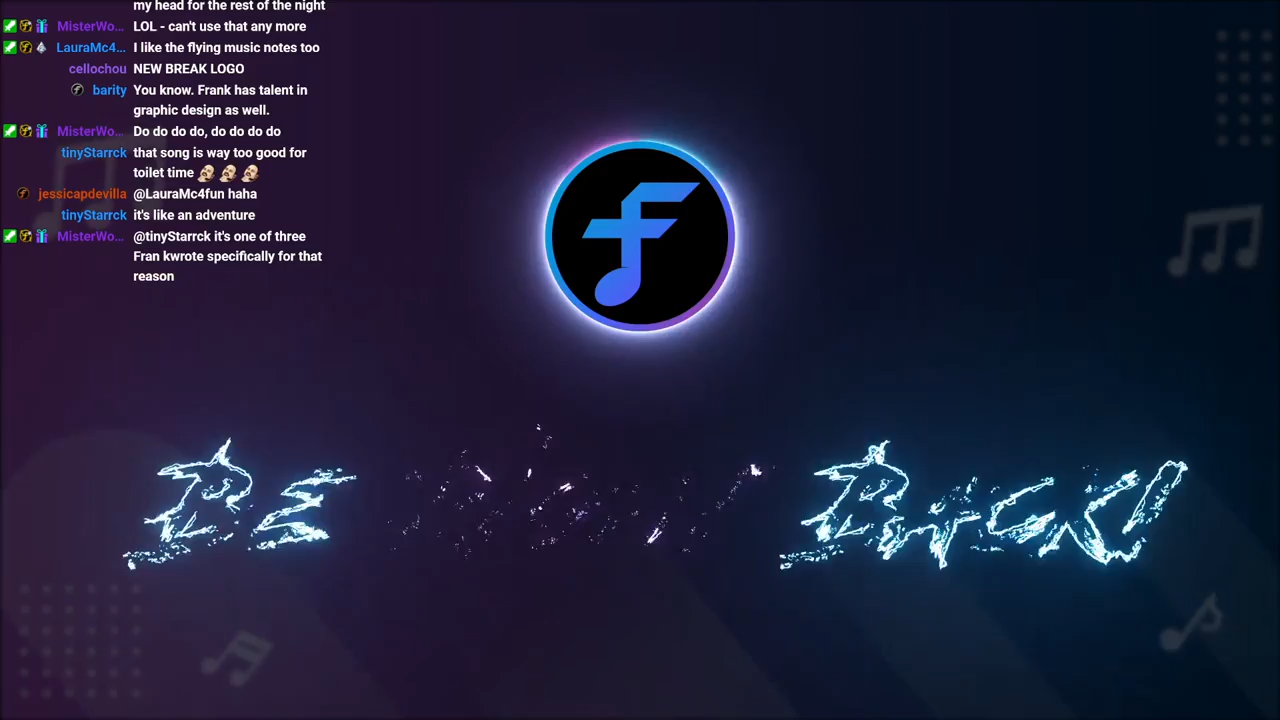 my head for the rest of the night
MisterWo... LOL - can't use that any more
LauraMc4... I like the flying music notes too
cellochou NEW BREAK LOGO
barity You know. Frank has talent in
graphic design as well.
MisterWo... Do do do do, do do do do
tinyStarrck that song is way too good for
toilet time
jessicapdevilla @LauraMc4fun haha
tinyStarrck it's like an adventure
MisterWo... @tinyStarrck it's one of three
Fran kwrote specifically for that
reason
BE BACK!